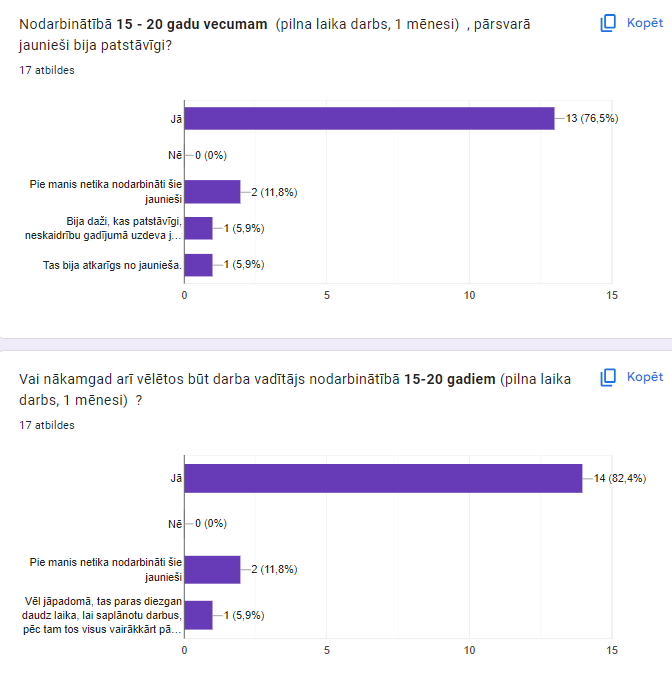 Nodarbinātībā 15 - 20 gadu vecumam (pilna laika darbs, 1 mēnesi) , pārsvarā
jaunieši bija patstāvīgi?
Kopēt
17 atbildes
Jā
13 (76,5%)
Nē
0 (0%)
Pie manis netika nodarbināti šie
jaunieši
2 (11,8%)
Bija daži, kas patstāvīgi,
neskaidrību gadījumā uzdeva j…
1 (5,9%)
Tas bija atkarīgs no jaunieša.
1 (5,9%)
0 5 10 15
Vai nākamgad arī vēlētos būt darba vadītājs nodarbinātībā 15-20 gadiem (pilna laika
darbs, 1 mēnesi) ?
Kopēt
17 atbildes
Jā
14 (82,4%)
Nē
0 (0%)
Pie manis netika nodarbināti šie
jaunieši
2 (11,8%)
Vēl jāpadomā, tas paras diezgan
daudz laika, lai saplānotu darbus,
pēc tam tos visus vairākkārt pā…
1 (5,9%)
0 5 10 15